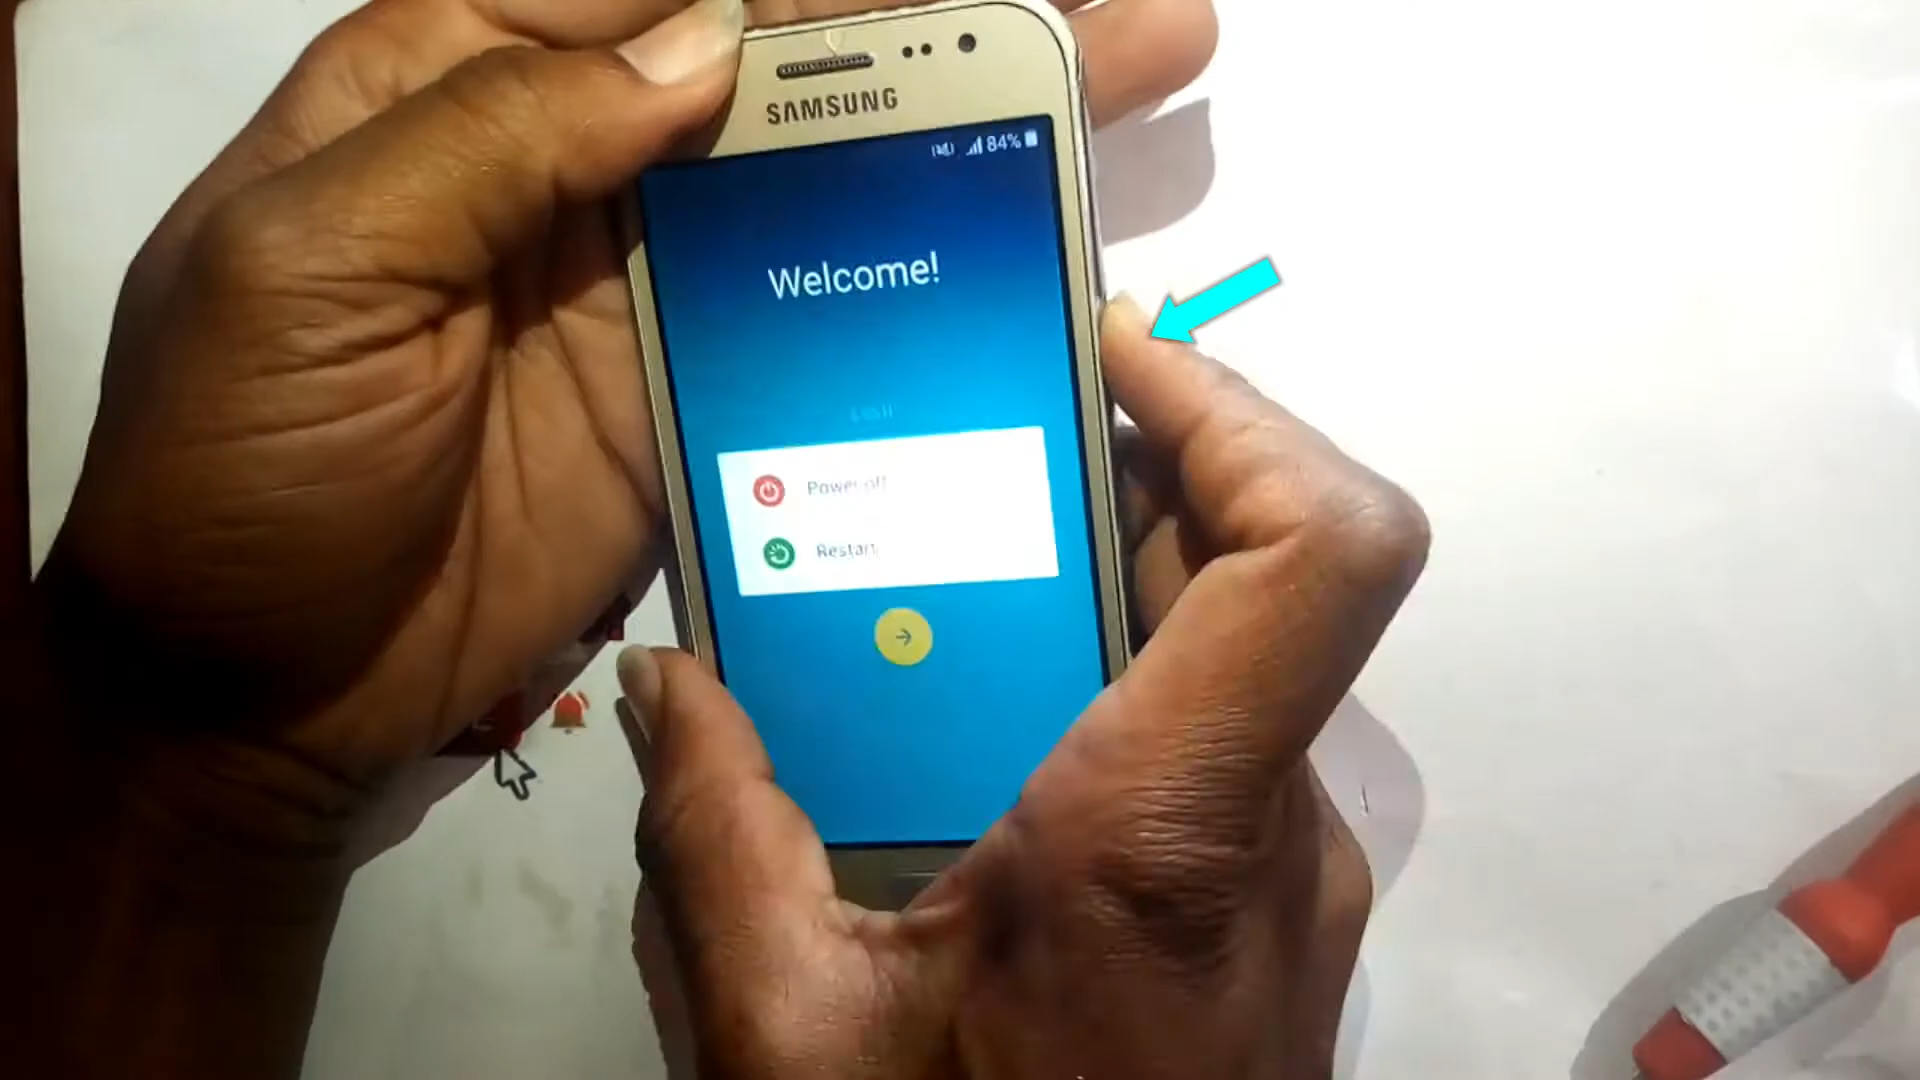 SAMSUNG
84%
Welcome!
Power off
Restart